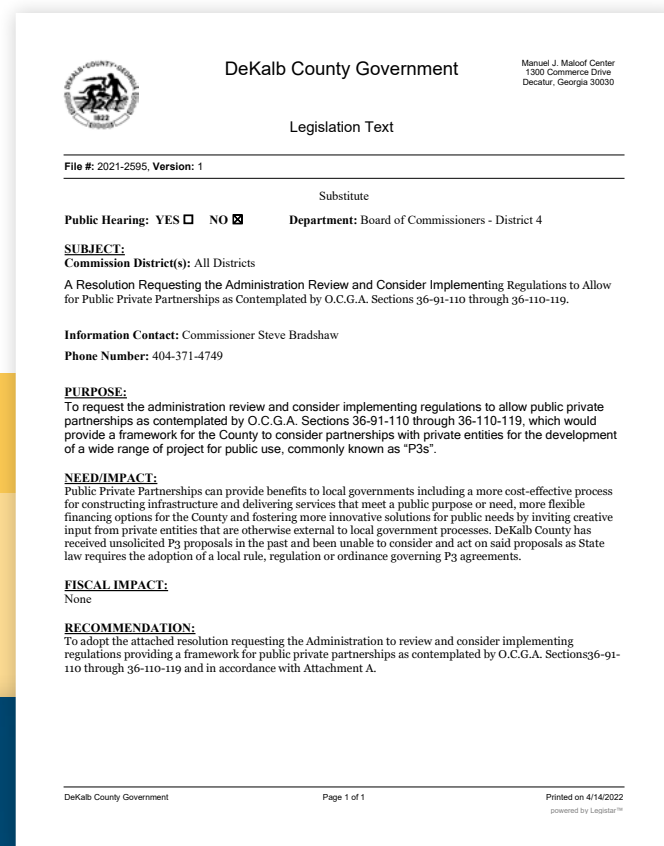 DEKALB COUNTY GEORGIA
1822
DeKalb County Government
Manuel J. Maloof Center
1300 Commerce Drive
Decatur, Georgia 30030
Legislation Text
File #: 2021-2595, Version: 1
Substitute
Public Hearing: YES ☐ NO ☒ Department: Board of Commissioners - District 4
SUBJECT:
Commission District(s): All Districts
A Resolution Requesting the Administration Review and Consider Implementing Regulations to Allow
for Public Private Partnerships as Contemplated by O.C.G.A. Sections 36-91-110 through 36-110-119.
Information Contact: Commissioner Steve Bradshaw
Phone Number: 404-371-4749
PURPOSE:
To request the administration review and consider implementing regulations to allow public private
partnerships as contemplated by O.C.G.A. Sections 36-91-110 through 36-110-119, which would
provide a framework for the County to consider partnerships with private entities for the development
of a wide range of project for public use, commonly known as “P3s”.
NEED/IMPACT:
Public Private Partnerships can provide benefits to local governments including a more cost-effective process
for constructing infrastructure and delivering services that meet a public purpose or need, more flexible
financing options for the County and fostering more innovative solutions for public needs by inviting creative
input from private entities that are otherwise external to local government processes. DeKalb County has
received unsolicited P3 proposals in the past and been unable to consider and act on said proposals as State
law requires the adoption of a local rule, regulation or ordinance governing P3 agreements.
FISCAL IMPACT:
None
RECOMMENDATION:
To adopt the attached resolution requesting the Administration to review and consider implementing
regulations providing a framework for public private partnerships as contemplated by O.C.G.A. Sections36-91-
110 through 36-110-119 and in accordance with Attachment A.
DeKalb County Government Page 1 of 1 Printed on 4/14/2022
powered by Legistar™